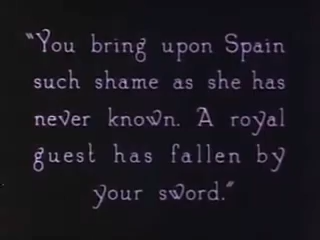 "You bring upon Spain
such shame as she has
never known. A royal
guest has fallen by
your sword."